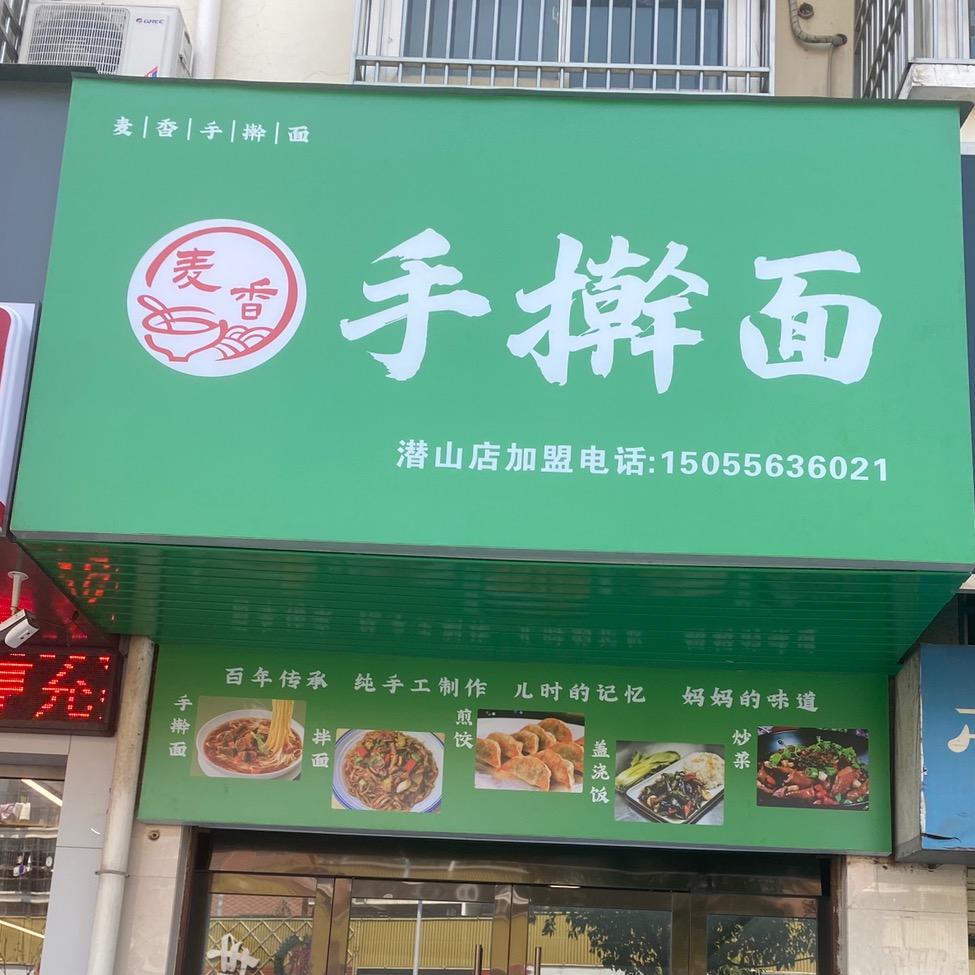 GREE
麦|香|手|擀|面
麦香
手擀面
潜山店加盟电话:15055636021
百年传承 纯手工制作 儿时的记忆 妈妈的味道
手擀面
拌面
煎饺
盖浇饭
炒菜